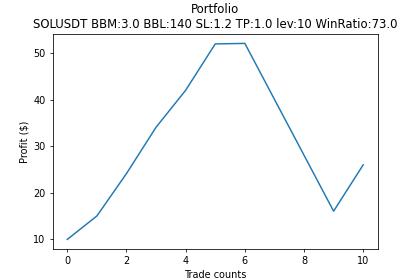 Portfolio
SOLUSDT BBM:3.0 BBL:140 SL:1.2 TP:1.0 lev:10 WinRatio:73.0
50
40
30
20
10
Profit ($)
0 2 4 6 8 10
Trade counts